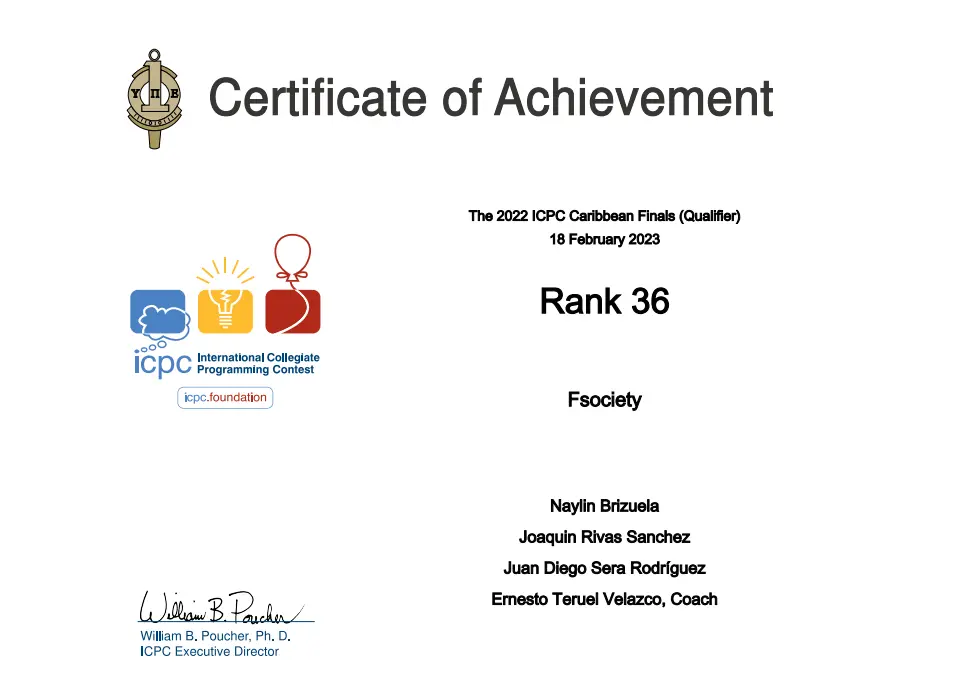 Certificate of Achievement
Υ Π Ε
The 2022 ICPC Caribbean Finals (Qualifier)
18 February 2023
Rank 36
Fsociety
icpc International Collegiate
Programming Contest
icpc.foundation
Naylin Brizuela
Joaquin Rivas Sanchez
Juan Diego Sera Rodríguez
Ernesto Teruel Velazco, Coach
William B. Poucher
William B. Poucher, Ph. D.
ICPC Executive Director